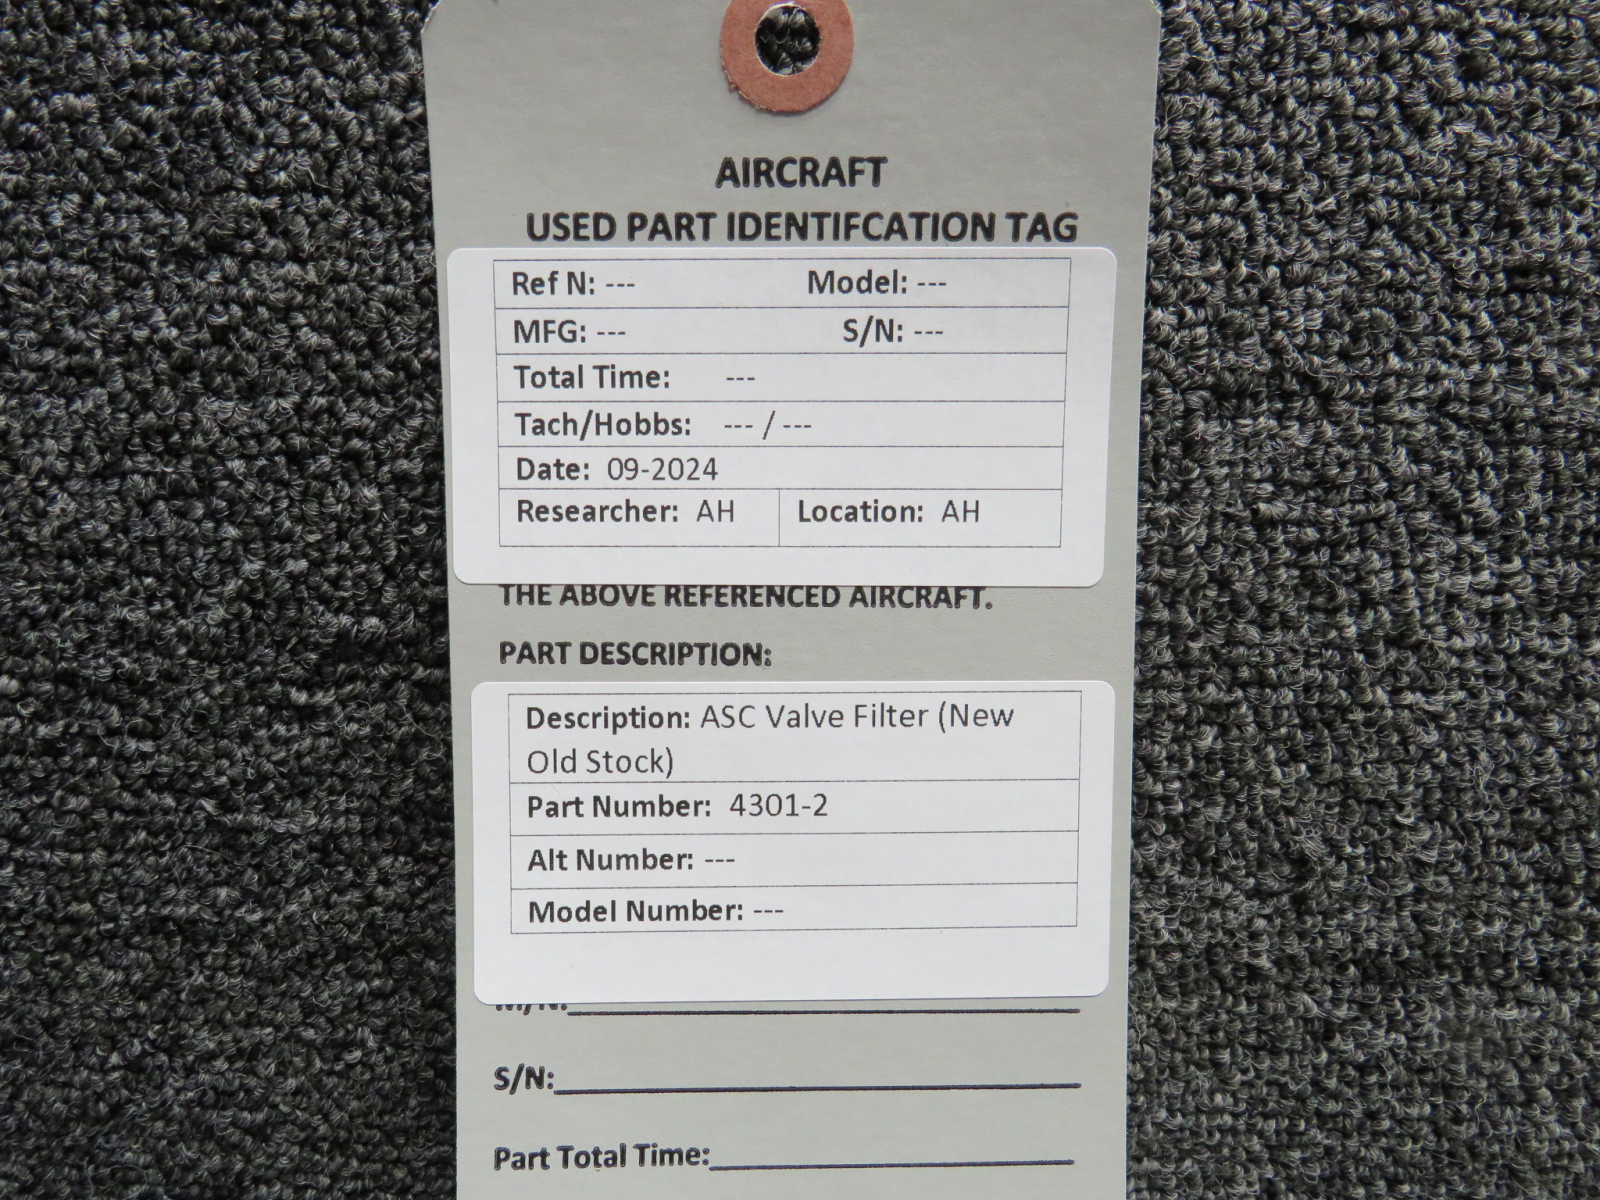 AIRCRAFT
USED PART IDENTIFCATION TAG
Ref N: --- Model: ---
MFG: --- S/N: ---
Total Time: ---
Tach/Hobbs: --- / ---
Date: 09-2024
Researcher: AH Location: AH
THE ABOVE REFERENCED AIRCRAFT.
PART DESCRIPTION:
Description: ASC Valve Filter (New
Old Stock)
Part Number: 4301-2
Alt Number: ---
Model Number: ---
M/N:
S/N:
Part Total Time: